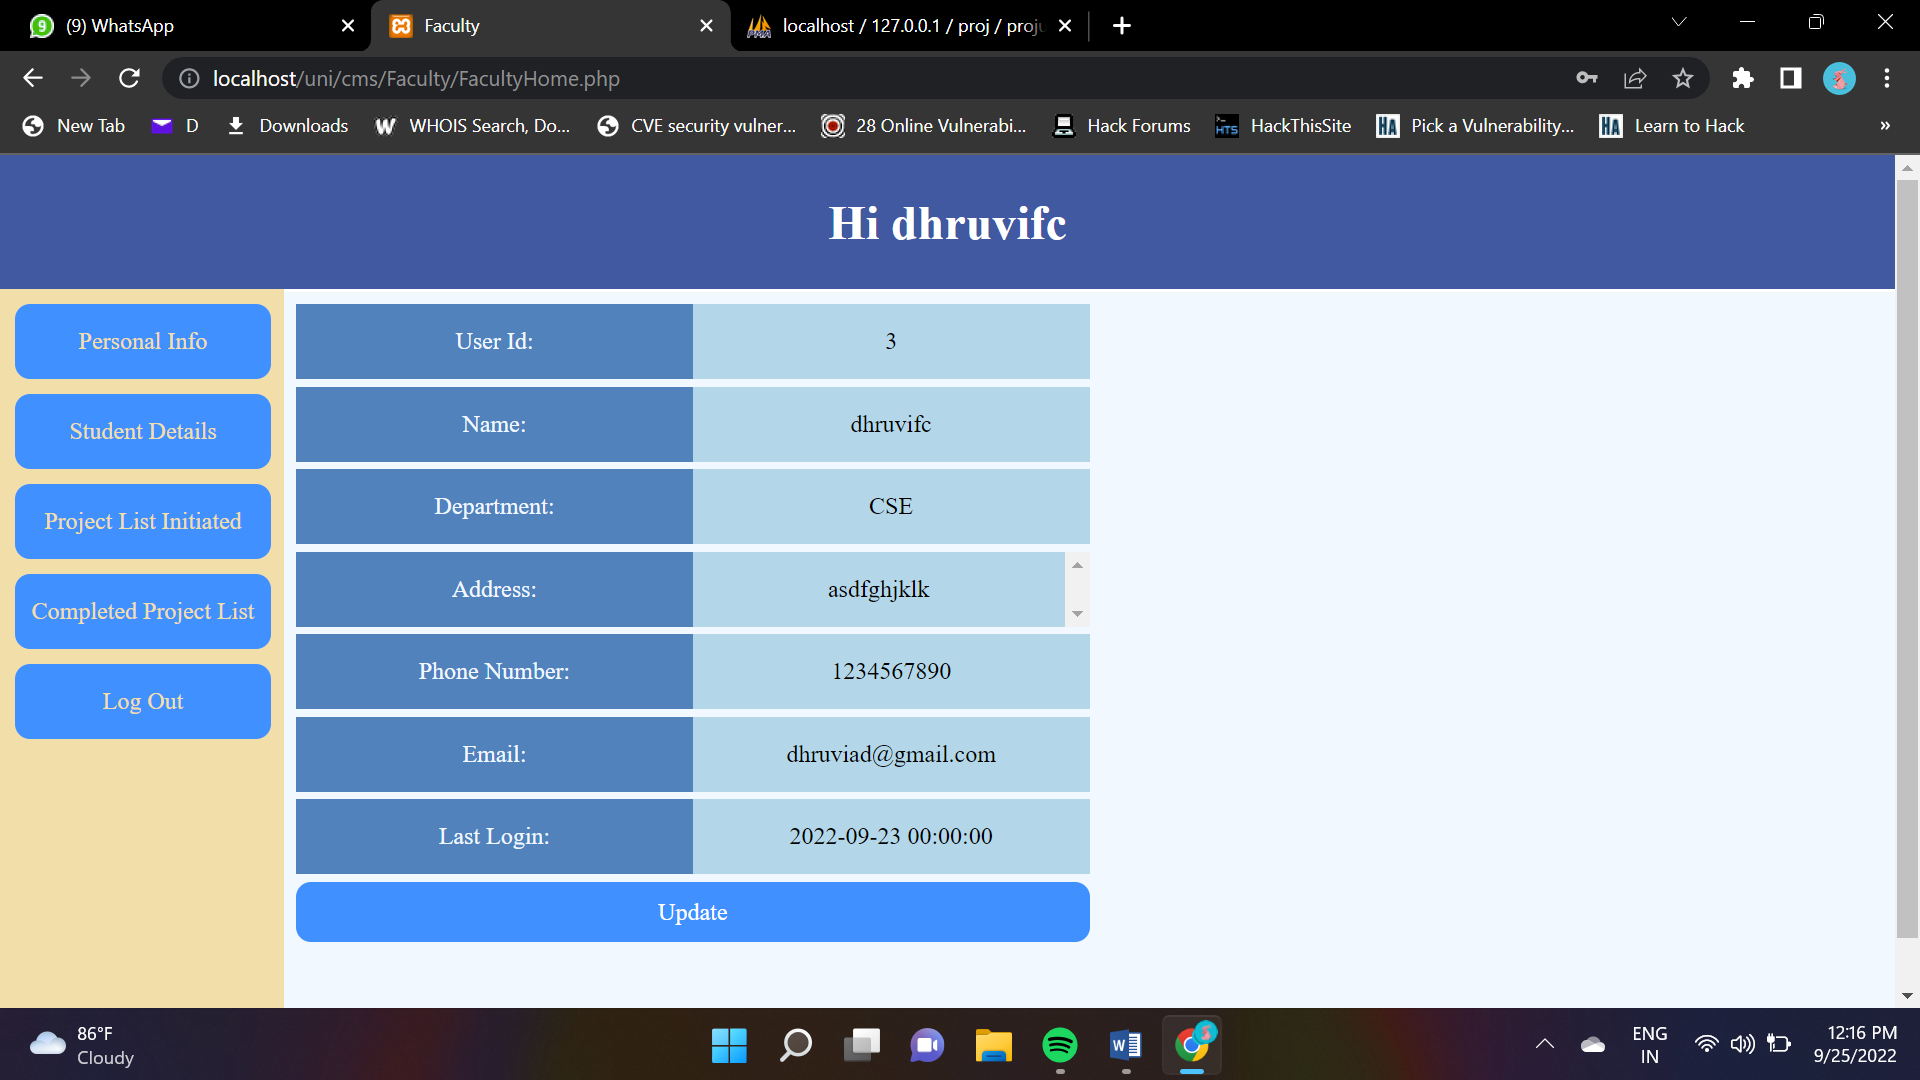 (9) WhatsApp
Faculty
localhost / 127.0.0.1 / proj / proj
localhost/uni/cms/Faculty/FacultyHome.php
New Tab
D
Downloads
WHOIS Search, Do...
CVE security vulner...
28 Online Vulnerabi...
Hack Forums
HackThisSite
Pick a Vulnerability...
Learn to Hack
»
Hi dhruvifc
Personal Info
Student Details
Project List Initiated
Completed Project List
Log Out
User Id: 3
Name: dhruvifc
Department: CSE
Address: asdfghjklk
Phone Number: 1234567890
Email: dhruviad@gmail.com
Last Login: 2022-09-23 00:00:00
Update
86°F
Cloudy
ENG
IN
12:16 PM
9/25/2022